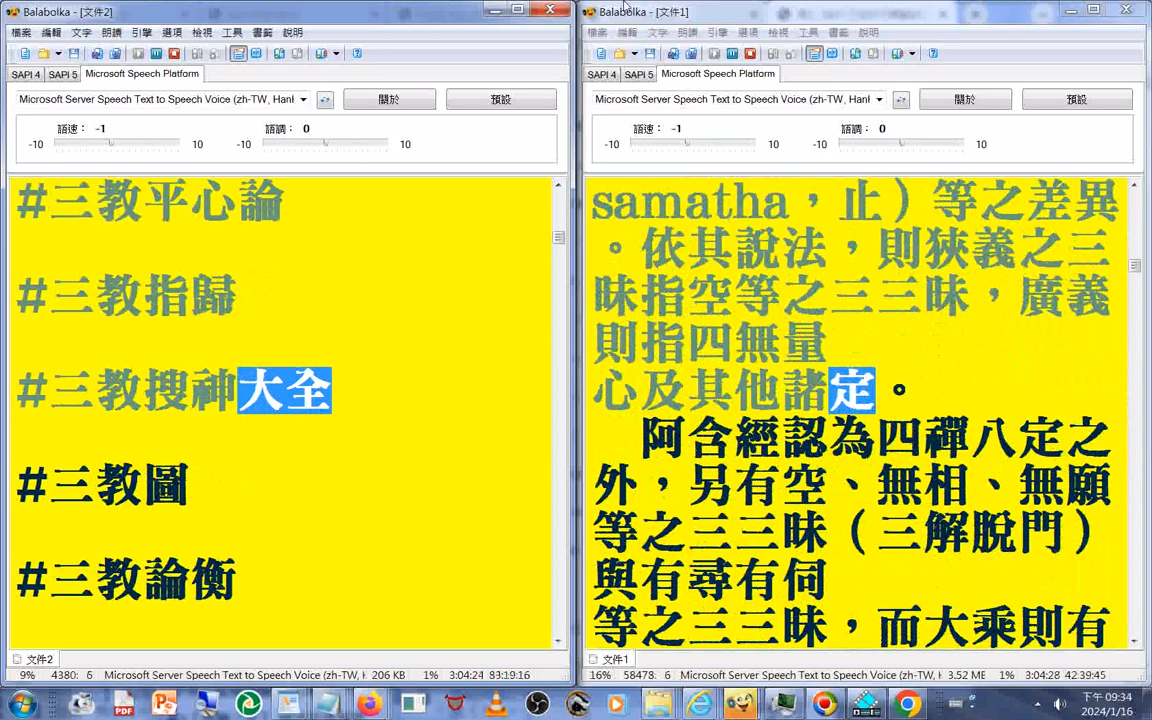 Balabolka - [文件2]
檔案 編輯 文字 朗讀 引擎 選項 檢視 工具 書籤 說明
SAPI 4 SAPI 5 Microsoft Speech Platform
Microsoft Server Speech Text to Speech Voice (zh-TW, Hanl
關於
預設
語速： -1
語調： 0
-10 10 -10 10
#三教平心論
#三教指歸
#三教搜神大全
#三教圖
#三教論衡
文件2
9% 4380: 6 Microsoft Server Speech Text to Speech Voice (zh-TW, H 206 KB 1% 3:04:24 83:19:16
Balabolka - [文件1]
檔案 編輯 文字 朗讀 引擎 選項 檢視 工具 書籤 說明
SAPI 4 SAPI 5 Microsoft Speech Platform
Microsoft Server Speech Text to Speech Voice (zh-TW, Hanl
關於
預設
語速： -1
語調： 0
-10 10 -10 10
samatha，止）等之差異
。依其說法，則狹義之三
昧指空等之三三昧，廣義
則指四無量
心及其他諸定。
阿含經認為四禪八定之
外，另有空、無相、無願
等之三三昧（三解脫門）
與有尋有伺
等之三三昧，而大乘則有
文件1
16% 58478: 6 Microsoft Server Speech Text to Speech Voice (zh-TW, H 3.52 MB 1% 3:04:28 42:39:45
PDF
下午 09:34
2024/1/16